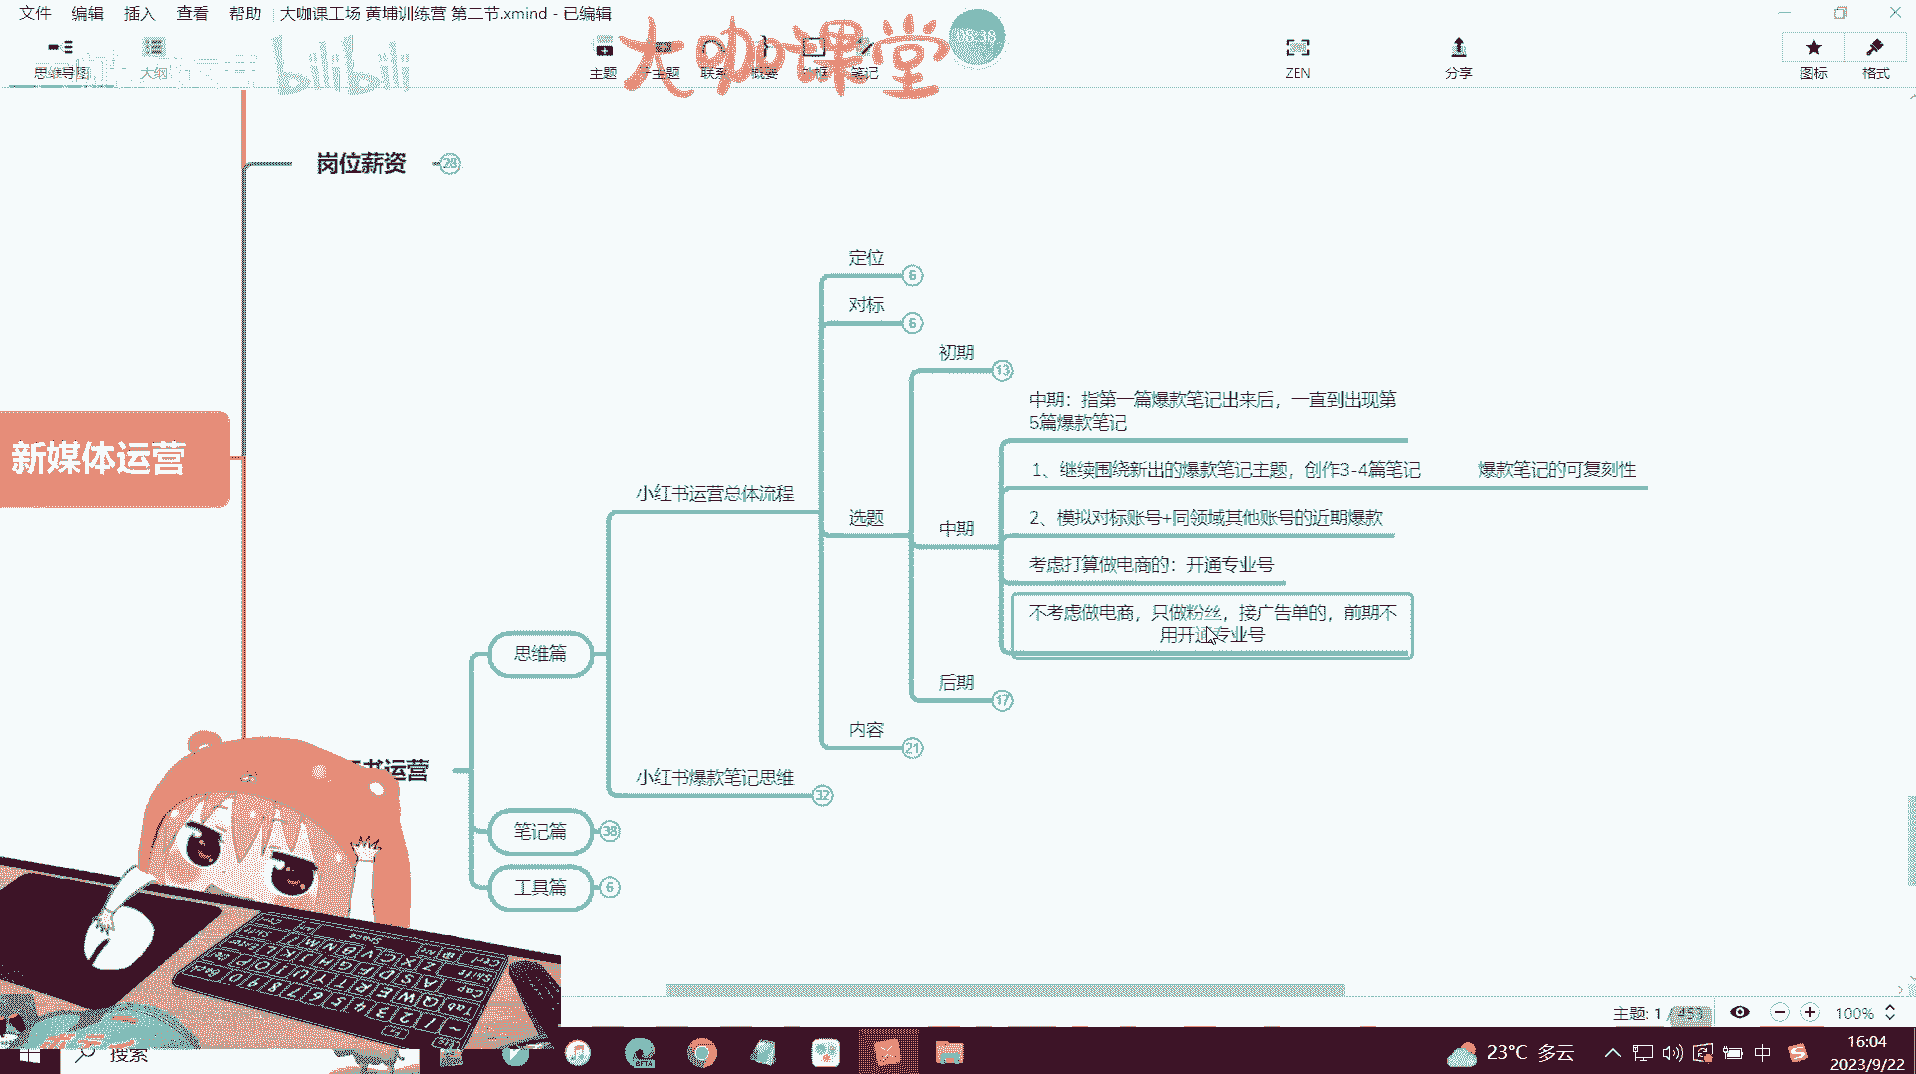 文件 编辑 插入 查看 帮助 大咖课工场 黄埔训练营 第二节.xmind - 已编辑
思维导图 大纲 bilibili 主题 子主题 联系 概要 笔记 ZEN 分享 图标 格式
大咖课堂
08:38
岗位薪资 28
定位 6
对标 6
初期 13
中期：指第一篇爆款笔记出来后，一直到出现第
5篇爆款笔记
1、继续围绕新出的爆款笔记主题，创作3-4篇笔记 爆款笔记的可复刻性
新媒体运营
小红书运营总体流程
选题
中期
2、模拟对标账号+同领域其他账号的近期爆款
考虑打算做电商的：开通专业号
不考虑做电商，只做粉丝，接广告单的，前期不
用开通专业号
思维篇
后期 17
内容 21
书运营
小红书爆款笔记思维 32
笔记篇 38
工具篇 6
主题: 1 / 453 100%
搜索
23°C 多云 中 16:04
2023/9/22